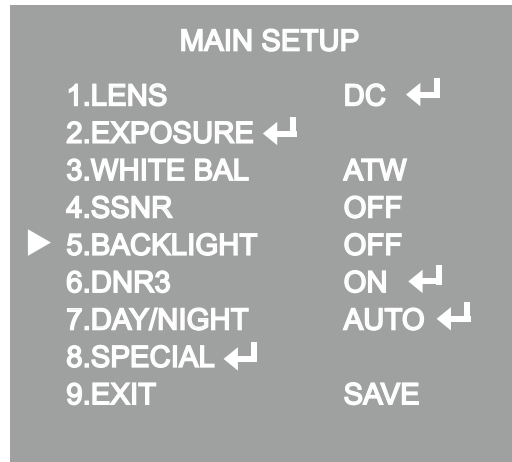 MAIN SETUP
1.LENS DC ↵
2.EXPOSURE ↵
3.WHITE BAL ATW
4.SSNR OFF
▶ 5.BACKLIGHT OFF
6.DNR3 ON ↵
7.DAY/NIGHT AUTO ↵
8.SPECIAL ↵
9.EXIT SAVE